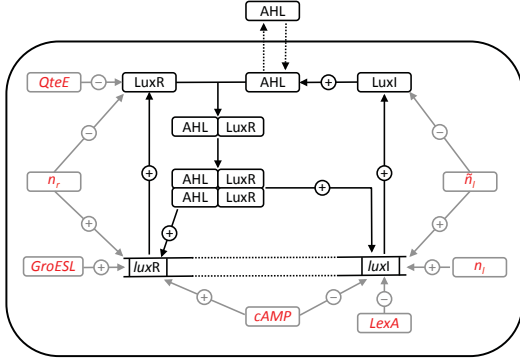 AHL
QteE − LuxR AHL + LuxI
− −
AHL LuxR
n_r + AHL LuxR + + ñ_l
AHL LuxR
+ + +
GroESL + luxR luxI + n_l
+ cAMP − −
LexA